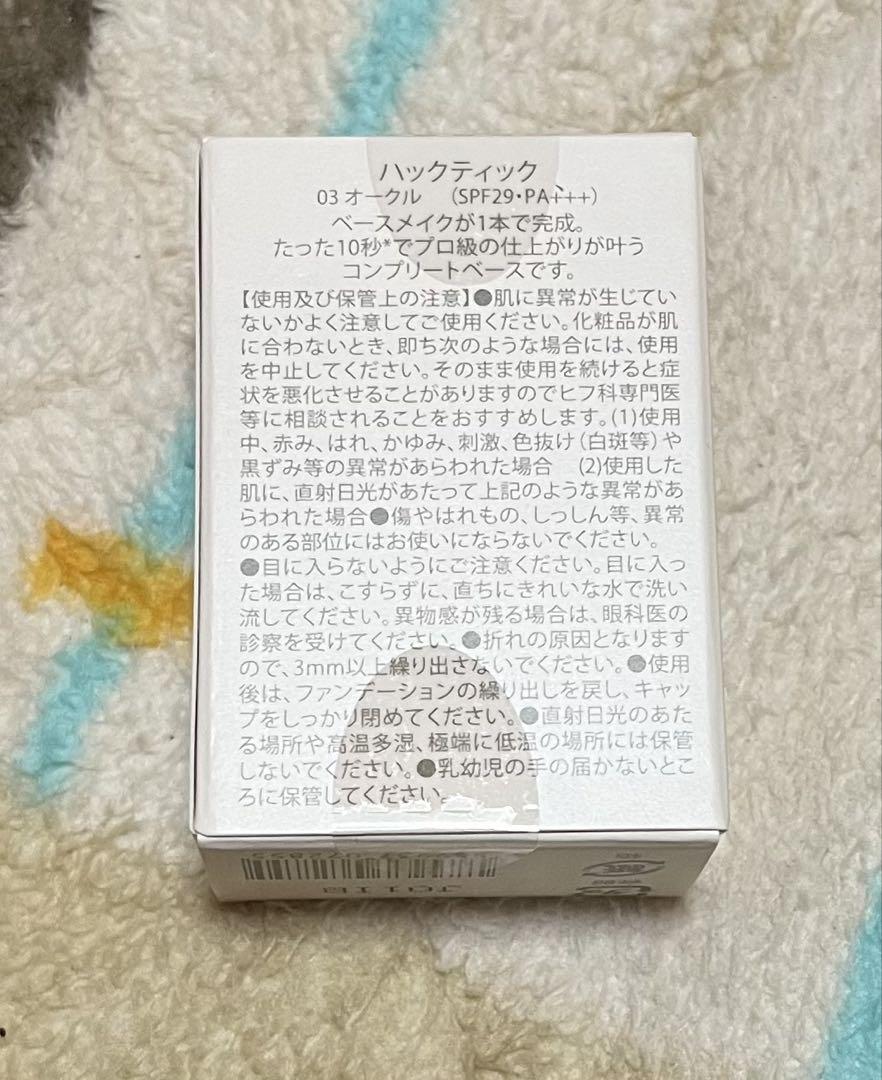 ハックティック
03 オークル （SPF29・PA+++）
ベースメイクが1本で完成。
たった10秒*でプロ級の仕上がりが叶う
コンプリートベースです。
【使用及び保管上の注意】●肌に異常が生じてい
ないかよく注意してご使用ください。化粧品が肌
に合わないとき、即ち次のような場合には、使用
を中止してください。そのまま使用を続けると症
状を悪化させることがありますのでヒフ科専門医
等に相談されることをおすすめします。(1)使用
中、赤み、はれ、かゆみ、刺激、色抜け（白斑等）や
黒ずみ等の異常があらわれた場合 (2)使用した
肌に、直射日光があたって上記のような異常があ
らわれた場合●傷やはれもの、しっしん等、異常
のある部位にはお使いにならないでください。
●目に入らないようにご注意ください。目に入っ
た場合は、こすらずに、直ちにきれいな水で洗い
流してください。異物感が残る場合は、眼科医の
診察を受けてください。●折れの原因となります
ので、3mm以上繰り出さないでください。●使用
後は、ファンデーションの繰り出しを戻し、キャッ
プをしっかり閉めてください。●直射日光のあた
る場所や高温多湿、極端に低温の場所には保管
しないでください。●乳幼児の手の届かないとこ
ろに保管してください。